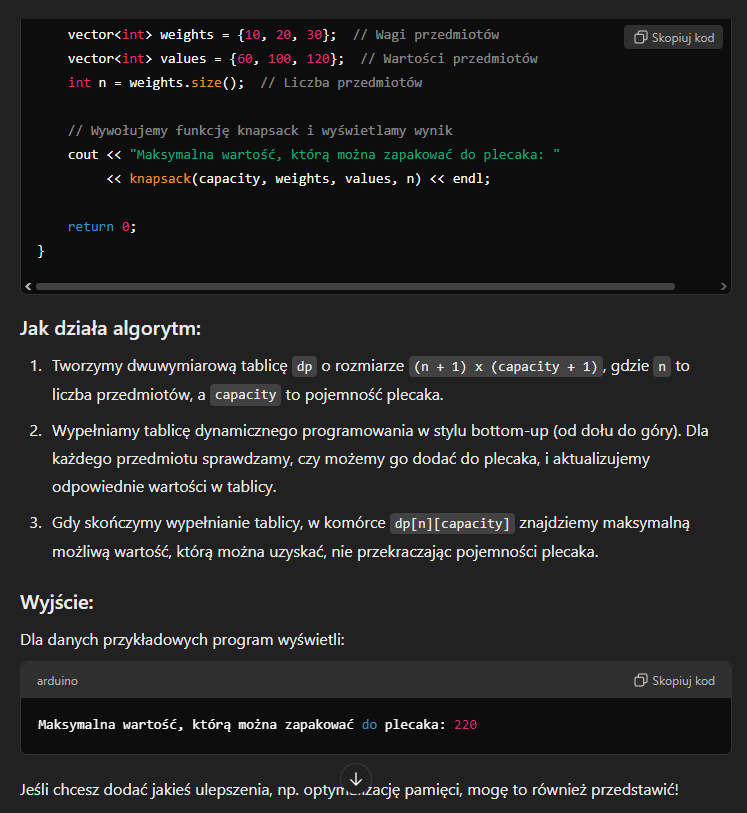 vector<int> weights = {10, 20, 30};  // Wagi przedmiotów
Skopiuj kod
vector<int> values = {60, 100, 120};  // Wartości przedmiotów
int n = weights.size();  // Liczba przedmiotów
// Wywołujemy funkcję knapsack i wyświetlamy wynik
cout << "Maksymalna wartość, którą można zapakować do plecaka: "
<< knapsack(capacity, weights, values, n) << endl;
return 0;
}
Jak działa algorytm:
1. Tworzymy dwuwymiarową tablicę dp o rozmiarze (n + 1) x (capacity + 1), gdzie n to
liczba przedmiotów, a capacity to pojemność plecaka.
2. Wypełniamy tablicę dynamicznego programowania w stylu bottom-up (od dołu do góry). Dla
każdego przedmiotu sprawdzamy, czy możemy go dodać do plecaka, i aktualizujemy
odpowiednie wartości w tablicy.
3. Gdy skończymy wypełnianie tablicy, w komórce dp[n][capacity] znajdziemy maksymalną
możliwą wartość, którą można uzyskać, nie przekraczając pojemności plecaka.
Wyjście:
Dla danych przykładowych program wyświetli:
arduino
Skopiuj kod
Maksymalna wartość, którą można zapakować do plecaka: 220
Jeśli chcesz dodać jakieś ulepszenia, np. optymalizację pamięci, mogę to również przedstawić!